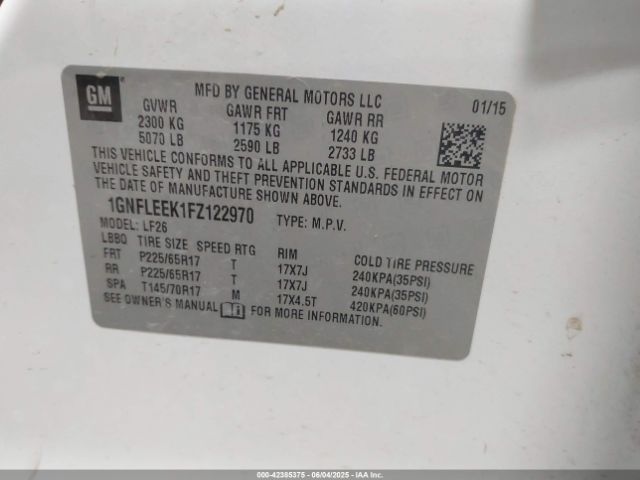 GM
MFD BY GENERAL MOTORS LLC 01/15
GVWR GAWR FRT GAWR RR
2300 KG 1175 KG 1240 KG
5070 LB 2590 LB 2733 LB
THIS VEHICLE CONFORMS TO ALL APPLICABLE U.S. FEDERAL MOTOR
VEHICLE SAFETY AND THEFT PREVENTION STANDARDS IN EFFECT ON
THE DATE OF MANUFACTURE SHOWN ABOVE.
1GNFLEEK1FZ122970 TYPE: M.P.V.
MODEL: LF26
LBBO TIRE SIZE SPEED RTG RIM COLD TIRE PRESSURE
FRT P225/65R17 T 17X7J 240KPA(35PSI)
RR P225/65R17 T 17X7J 240KPA(35PSI)
SPA T145/70R17 M 17X4.5T 420KPA(60PSI)
SEE OWNER'S MANUAL FOR MORE INFORMATION.
000-42385375 - 06/04/2025 - IAAI.COM